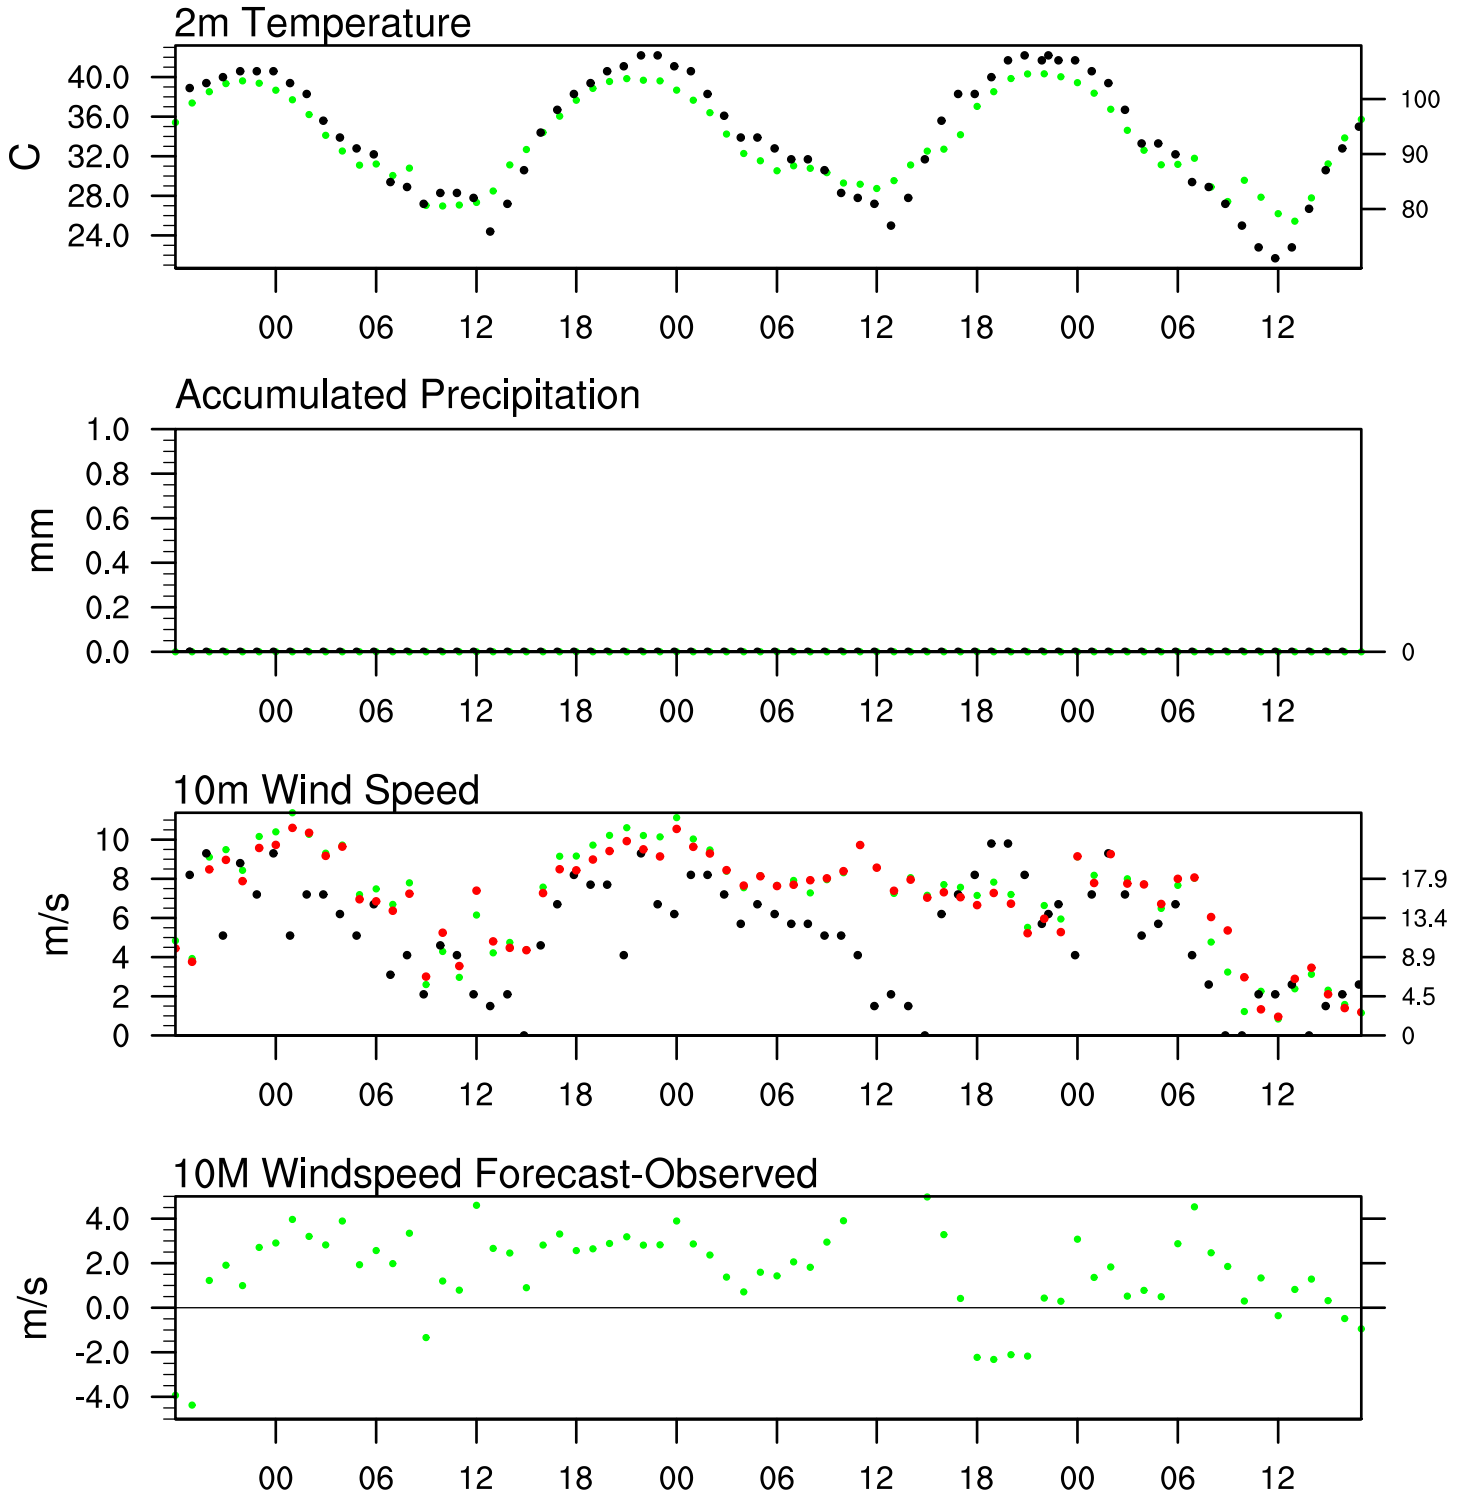 2m Temperature
40.0
36.0
32.0
28.0
24.0
C
100
90
80
00 06 12 18 00 06 12 18 00 06 12
Accumulated Precipitation
1.0
0.8
0.6
0.4
0.2
0.0
mm
0
00 06 12 18 00 06 12 18 00 06 12
10m Wind Speed
10
8
6
4
2
0
m/s
17.9
13.4
8.9
4.5
0
00 06 12 18 00 06 12 18 00 06 12
10M Windspeed Forecast-Observed
4.0
2.0
0.0
-2.0
-4.0
m/s
00 06 12 18 00 06 12 18 00 06 12